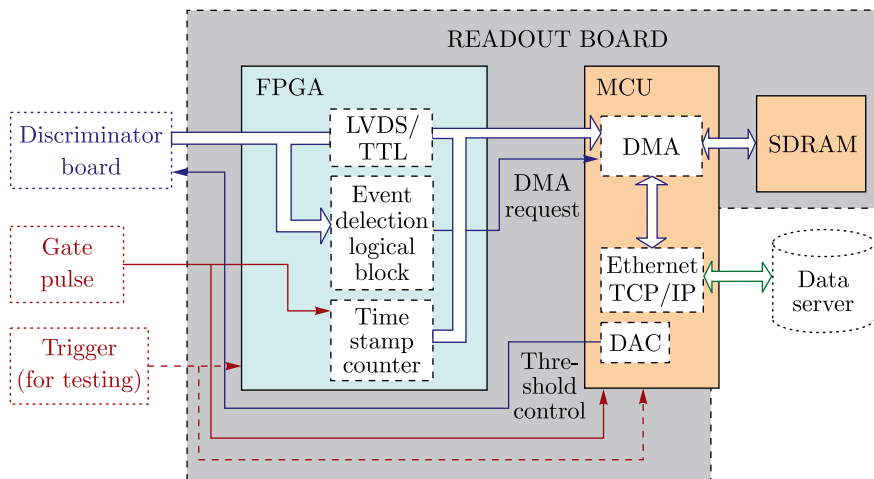 READOUT BOARD
FPGA
MCU
Discriminator
board
LVDS/
TTL
DMA
SDRAM
DMA
request
Event
delection
logical
block
Gate
pulse
Ethernet
TCP/IP
Data
server
Time
stamp
counter
Trigger
(for testing)
DAC
Thre-
shold
control